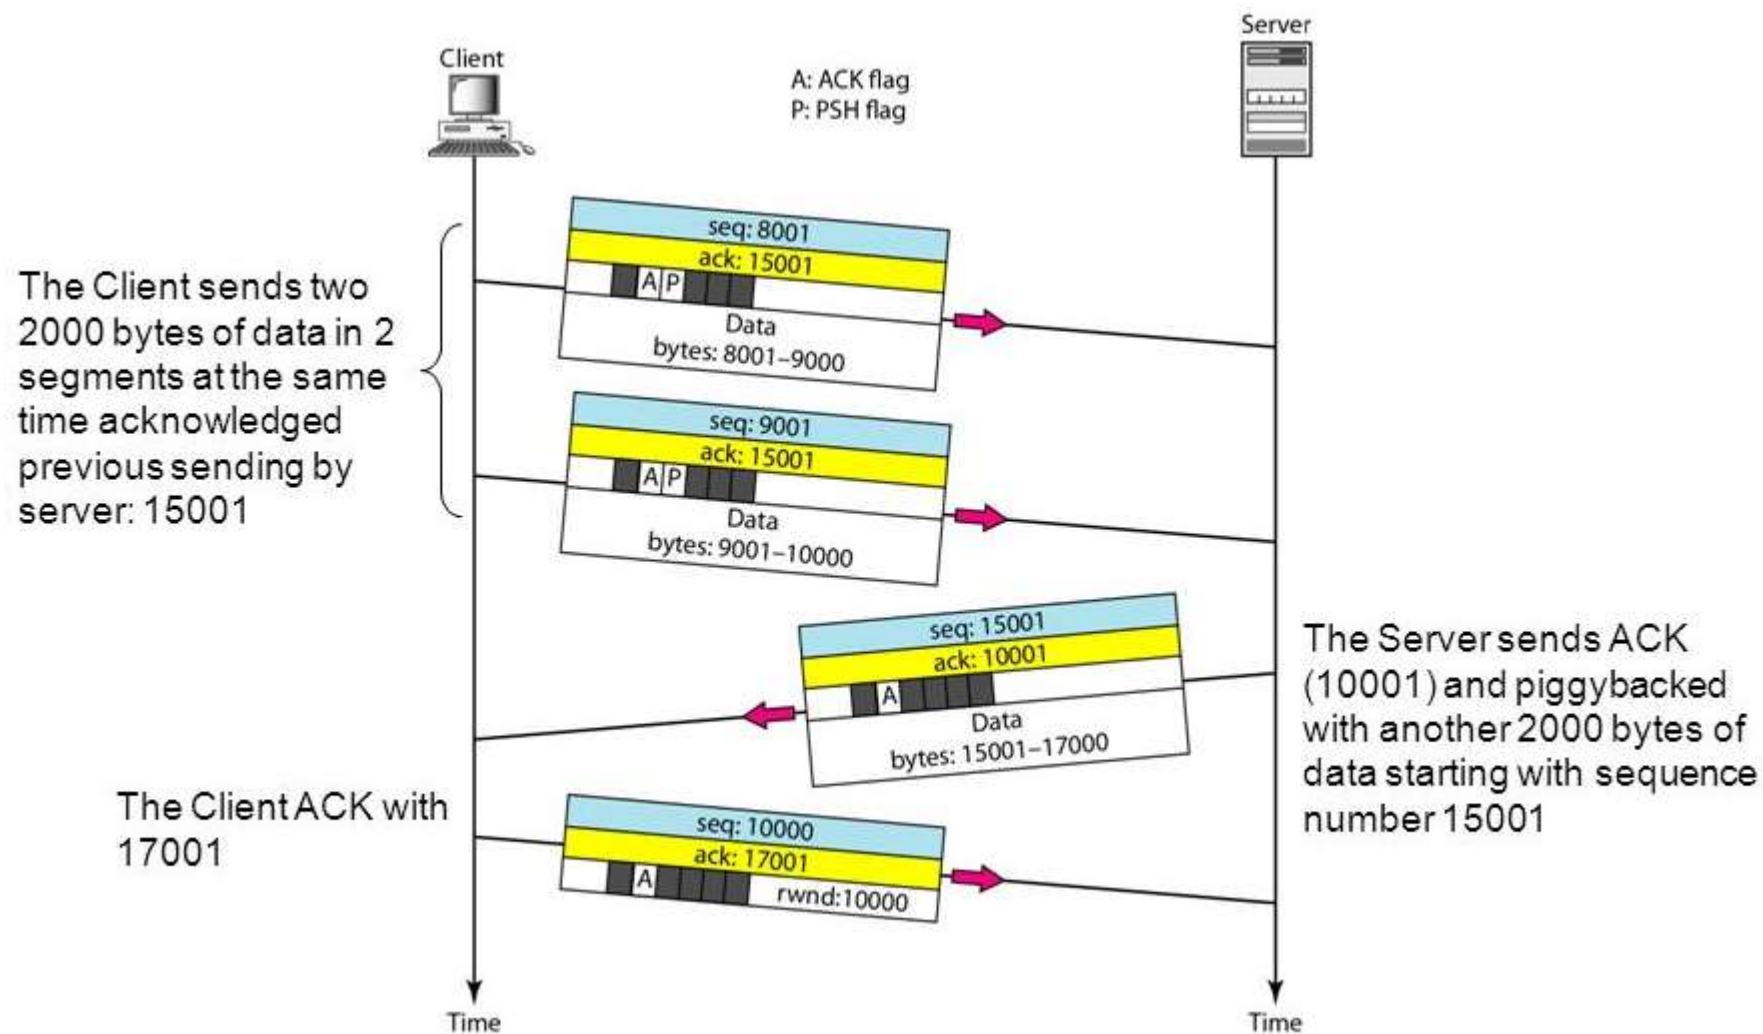 Server
Client
A: ACK flag
P: PSH flag
seq: 8001
ack: 15001
A P
Data
bytes: 8001–9000
The Client sends two
2000 bytes of data in 2
segments at the same
time acknowledged
previous sending by
server: 15001
seq: 9001
ack: 15001
A P
Data
bytes: 9001–10000
seq: 15001
ack: 10001
A
Data
bytes: 15001–17000
The Server sends ACK
(10001) and piggybacked
with another 2000 bytes of
data starting with sequence
number 15001
The Client ACK with
17001
seq: 10000
ack: 17001
A
rwnd:10000
Time
Time